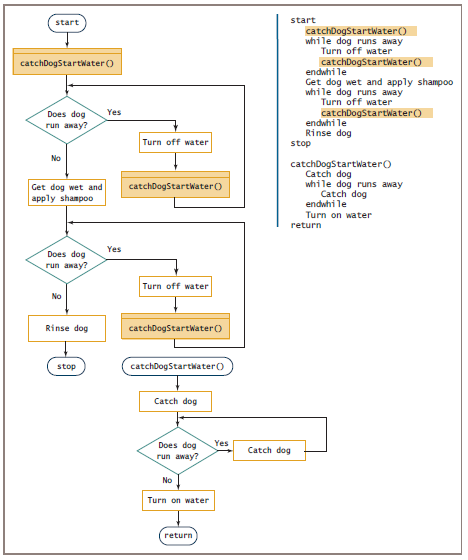 start
catchDogStartWater()
Does dog
run away?
Yes
Turn off water
catchDogStartWater()
No
Get dog wet and
apply shampoo
Does dog
run away?
Yes
Turn off water
catchDogStartWater()
No
Rinse dog
stop
catchDogStartWater()
Catch dog
Does dog
run away?
Yes
Catch dog
No
Turn on water
return
start
catchDogStartWater()
while dog runs away
Turn off water
catchDogStartWater()
endwhile
Get dog wet and apply shampoo
while dog runs away
Turn off water
catchDogStartWater()
endwhile
Rinse dog
stop
catchDogStartWater()
Catch dog
while dog runs away
Catch dog
endwhile
Turn on water
return